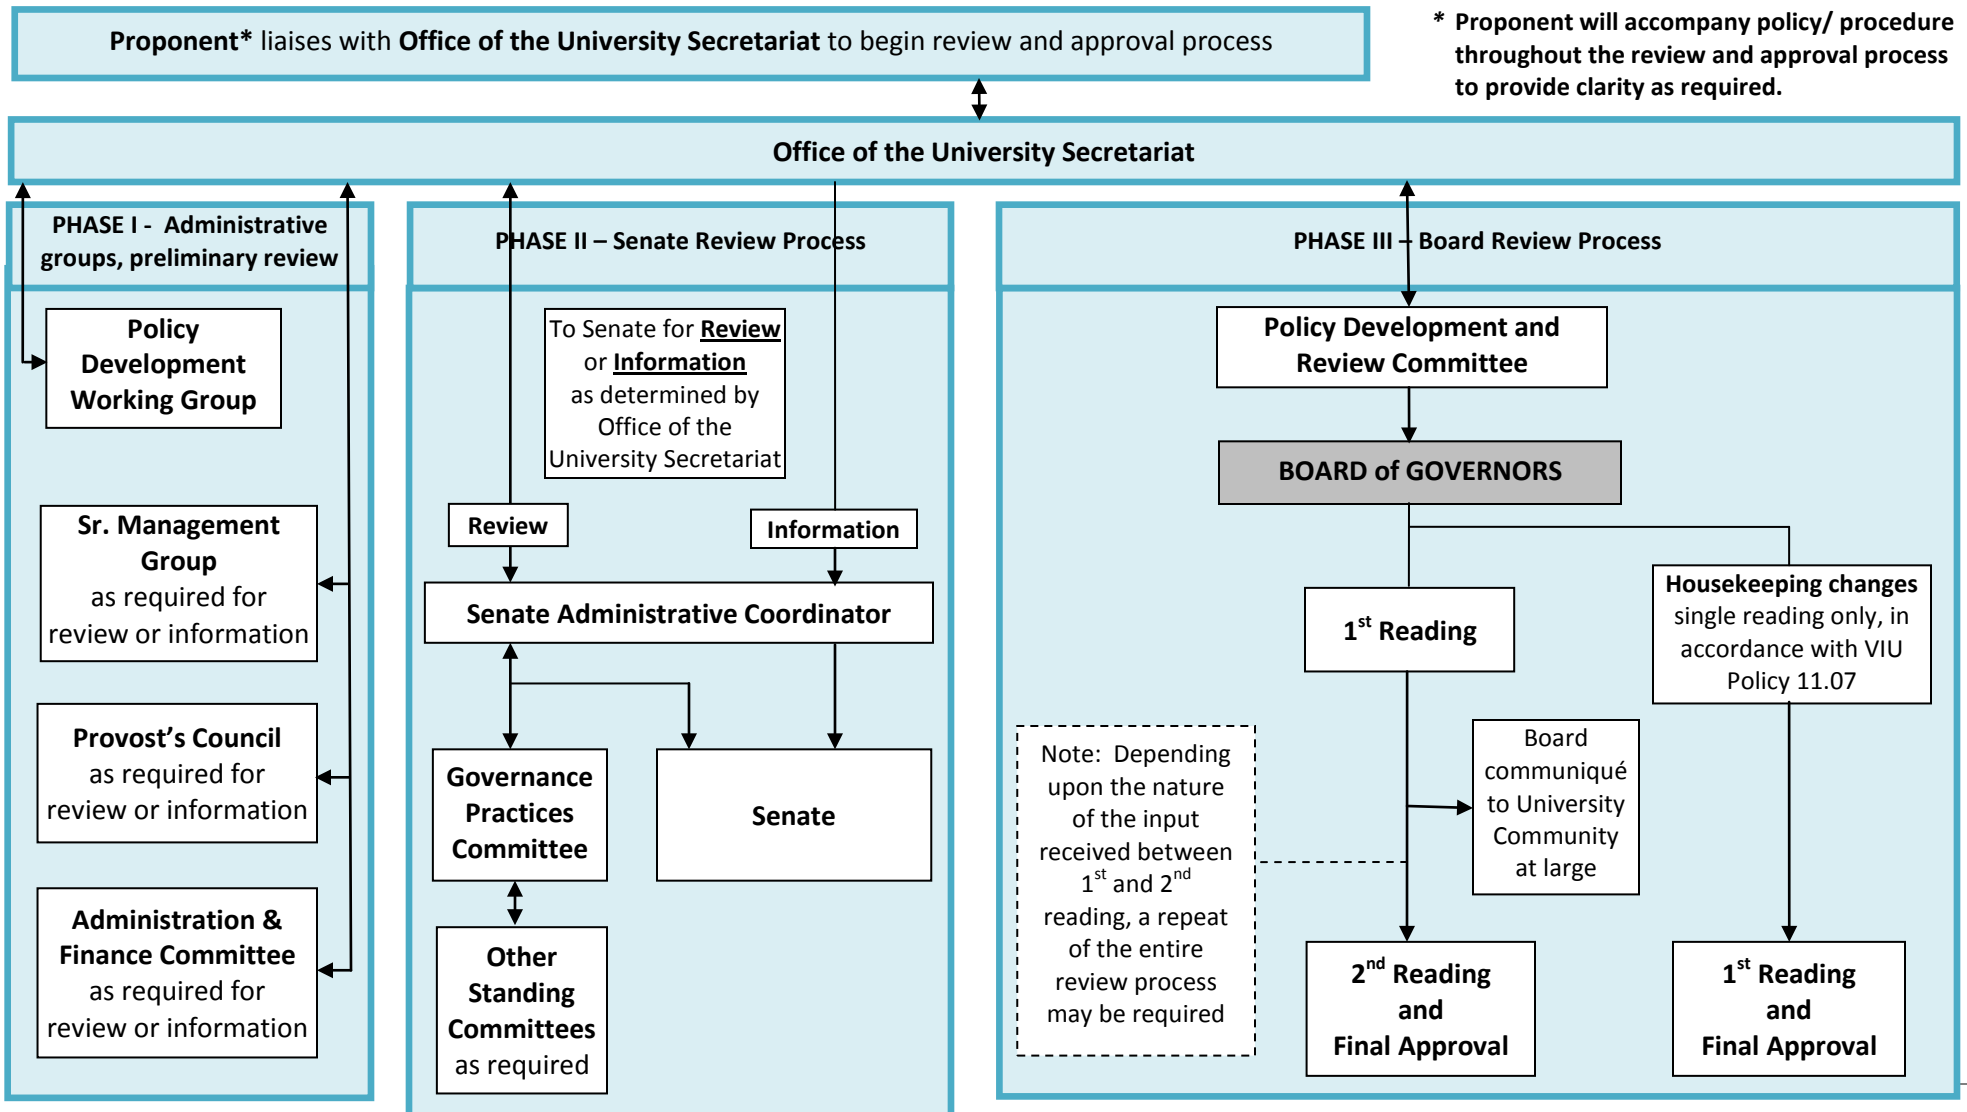 Proponent* liaises with Office of the University Secretariat to begin review and approval process
* Proponent will accompany policy/ procedure
throughout the review and approval process
to provide clarity as required.
Office of the University Secretariat
PHASE I - Administrative
groups, preliminary review
Policy
Development
Working Group
Sr. Management
Group
as required for
review or information
Provost’s Council
as required for
review or information
Administration &
Finance Committee
as required for
review or information
PHASE II – Senate Review Process
To Senate for Review
or Information
as determined by
Office of the
University Secretariat
Review
Information
Senate Administrative Coordinator
Governance
Practices
Committee
Senate
Other
Standing
Committees
as required
PHASE III – Board Review Process
Policy Development and
Review Committee
BOARD of GOVERNORS
1st Reading
Housekeeping changes
single reading only, in
accordance with VIU
Policy 11.07
Note: Depending
upon the nature
of the input
received between
1st and 2nd
reading, a repeat
of the entire
review process
may be required
Board
communiqué
to University
Community
at large
2nd Reading
and
Final Approval
1st Reading
and
Final Approval